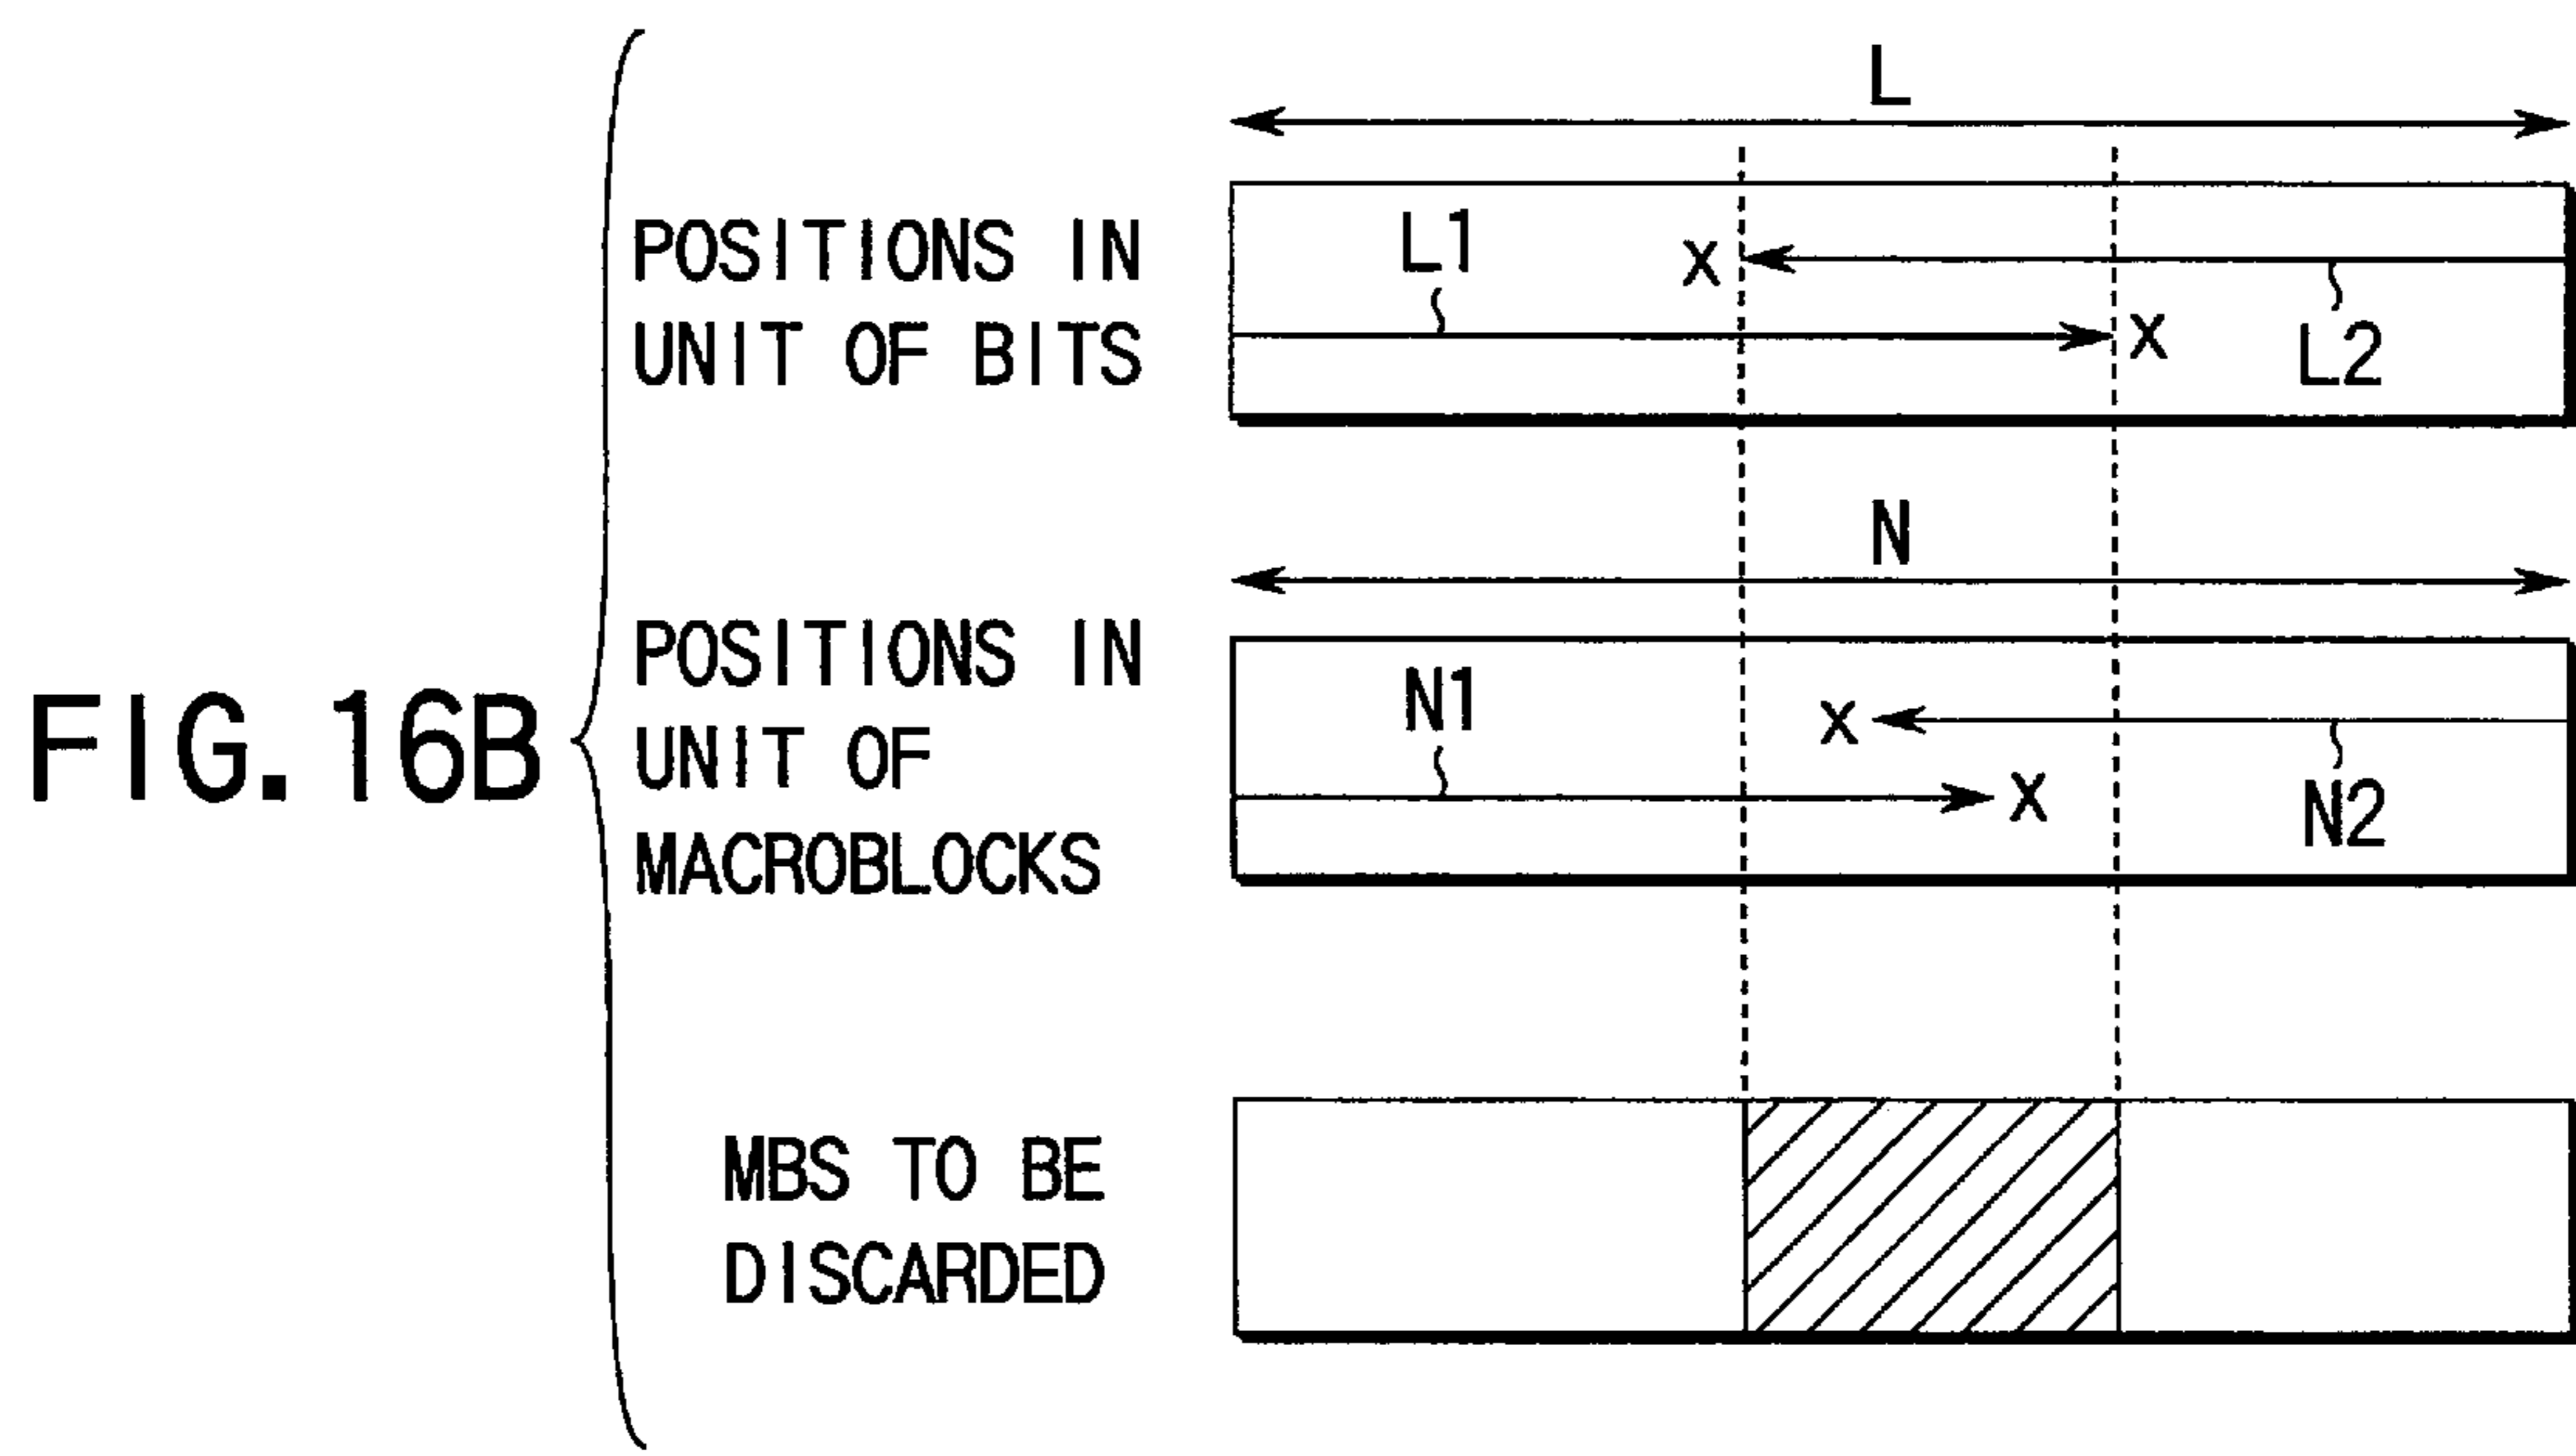 FIG.16B
POSITIONS IN
UNIT OF BITS
L
L1
X
X
L2
POSITIONS IN
UNIT OF
MACROBLOCKS
N
N1
X
X
N2
MBS TO BE
DISCARDED